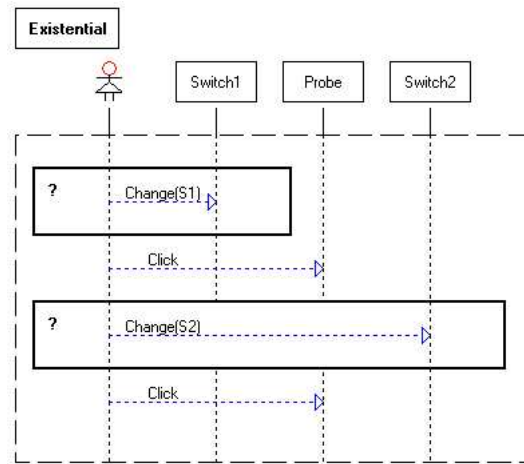 Existential
Switch1 Probe Switch2
? Change(S1)
Click
? Change(S2)
Click